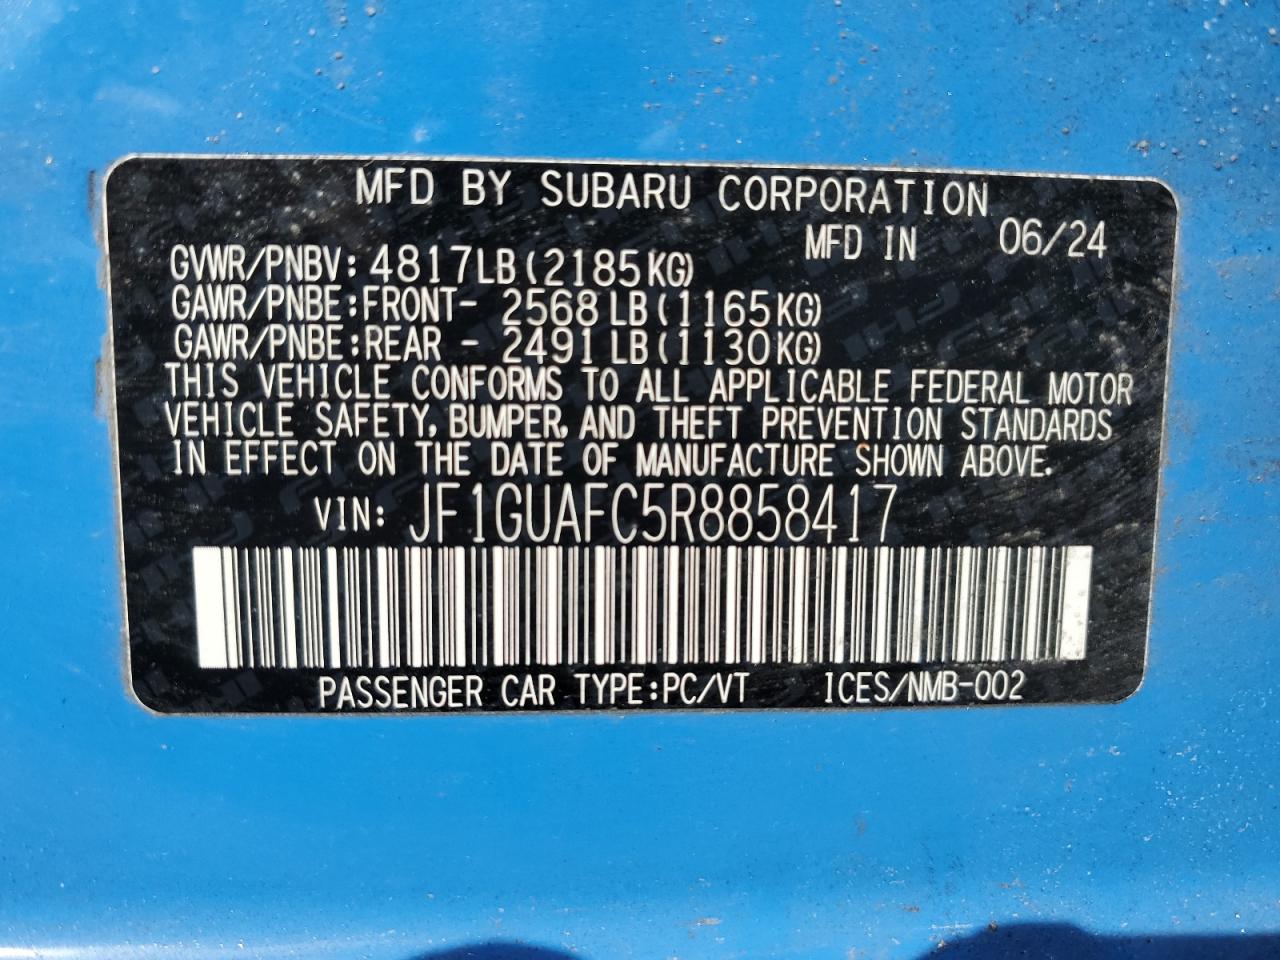 MFD BY SUBARU CORPORATION
MFD IN 06/24
GVWR/PNBV: 4817LB(2185KG)
GAWR/PNBE:FRONT- 2568LB(1165KG)
GAWR/PNBE:REAR - 2491LB(1130KG)
THIS VEHICLE CONFORMS TO ALL APPLICABLE FEDERAL MOTOR
VEHICLE SAFETY, BUMPER, AND THEFT PREVENTION STANDARDS
IN EFFECT ON THE DATE OF MANUFACTURE SHOWN ABOVE.
VIN: JF1GUAFC5R8858417
PASSENGER CAR TYPE:PC/VT ICES/NMB-002